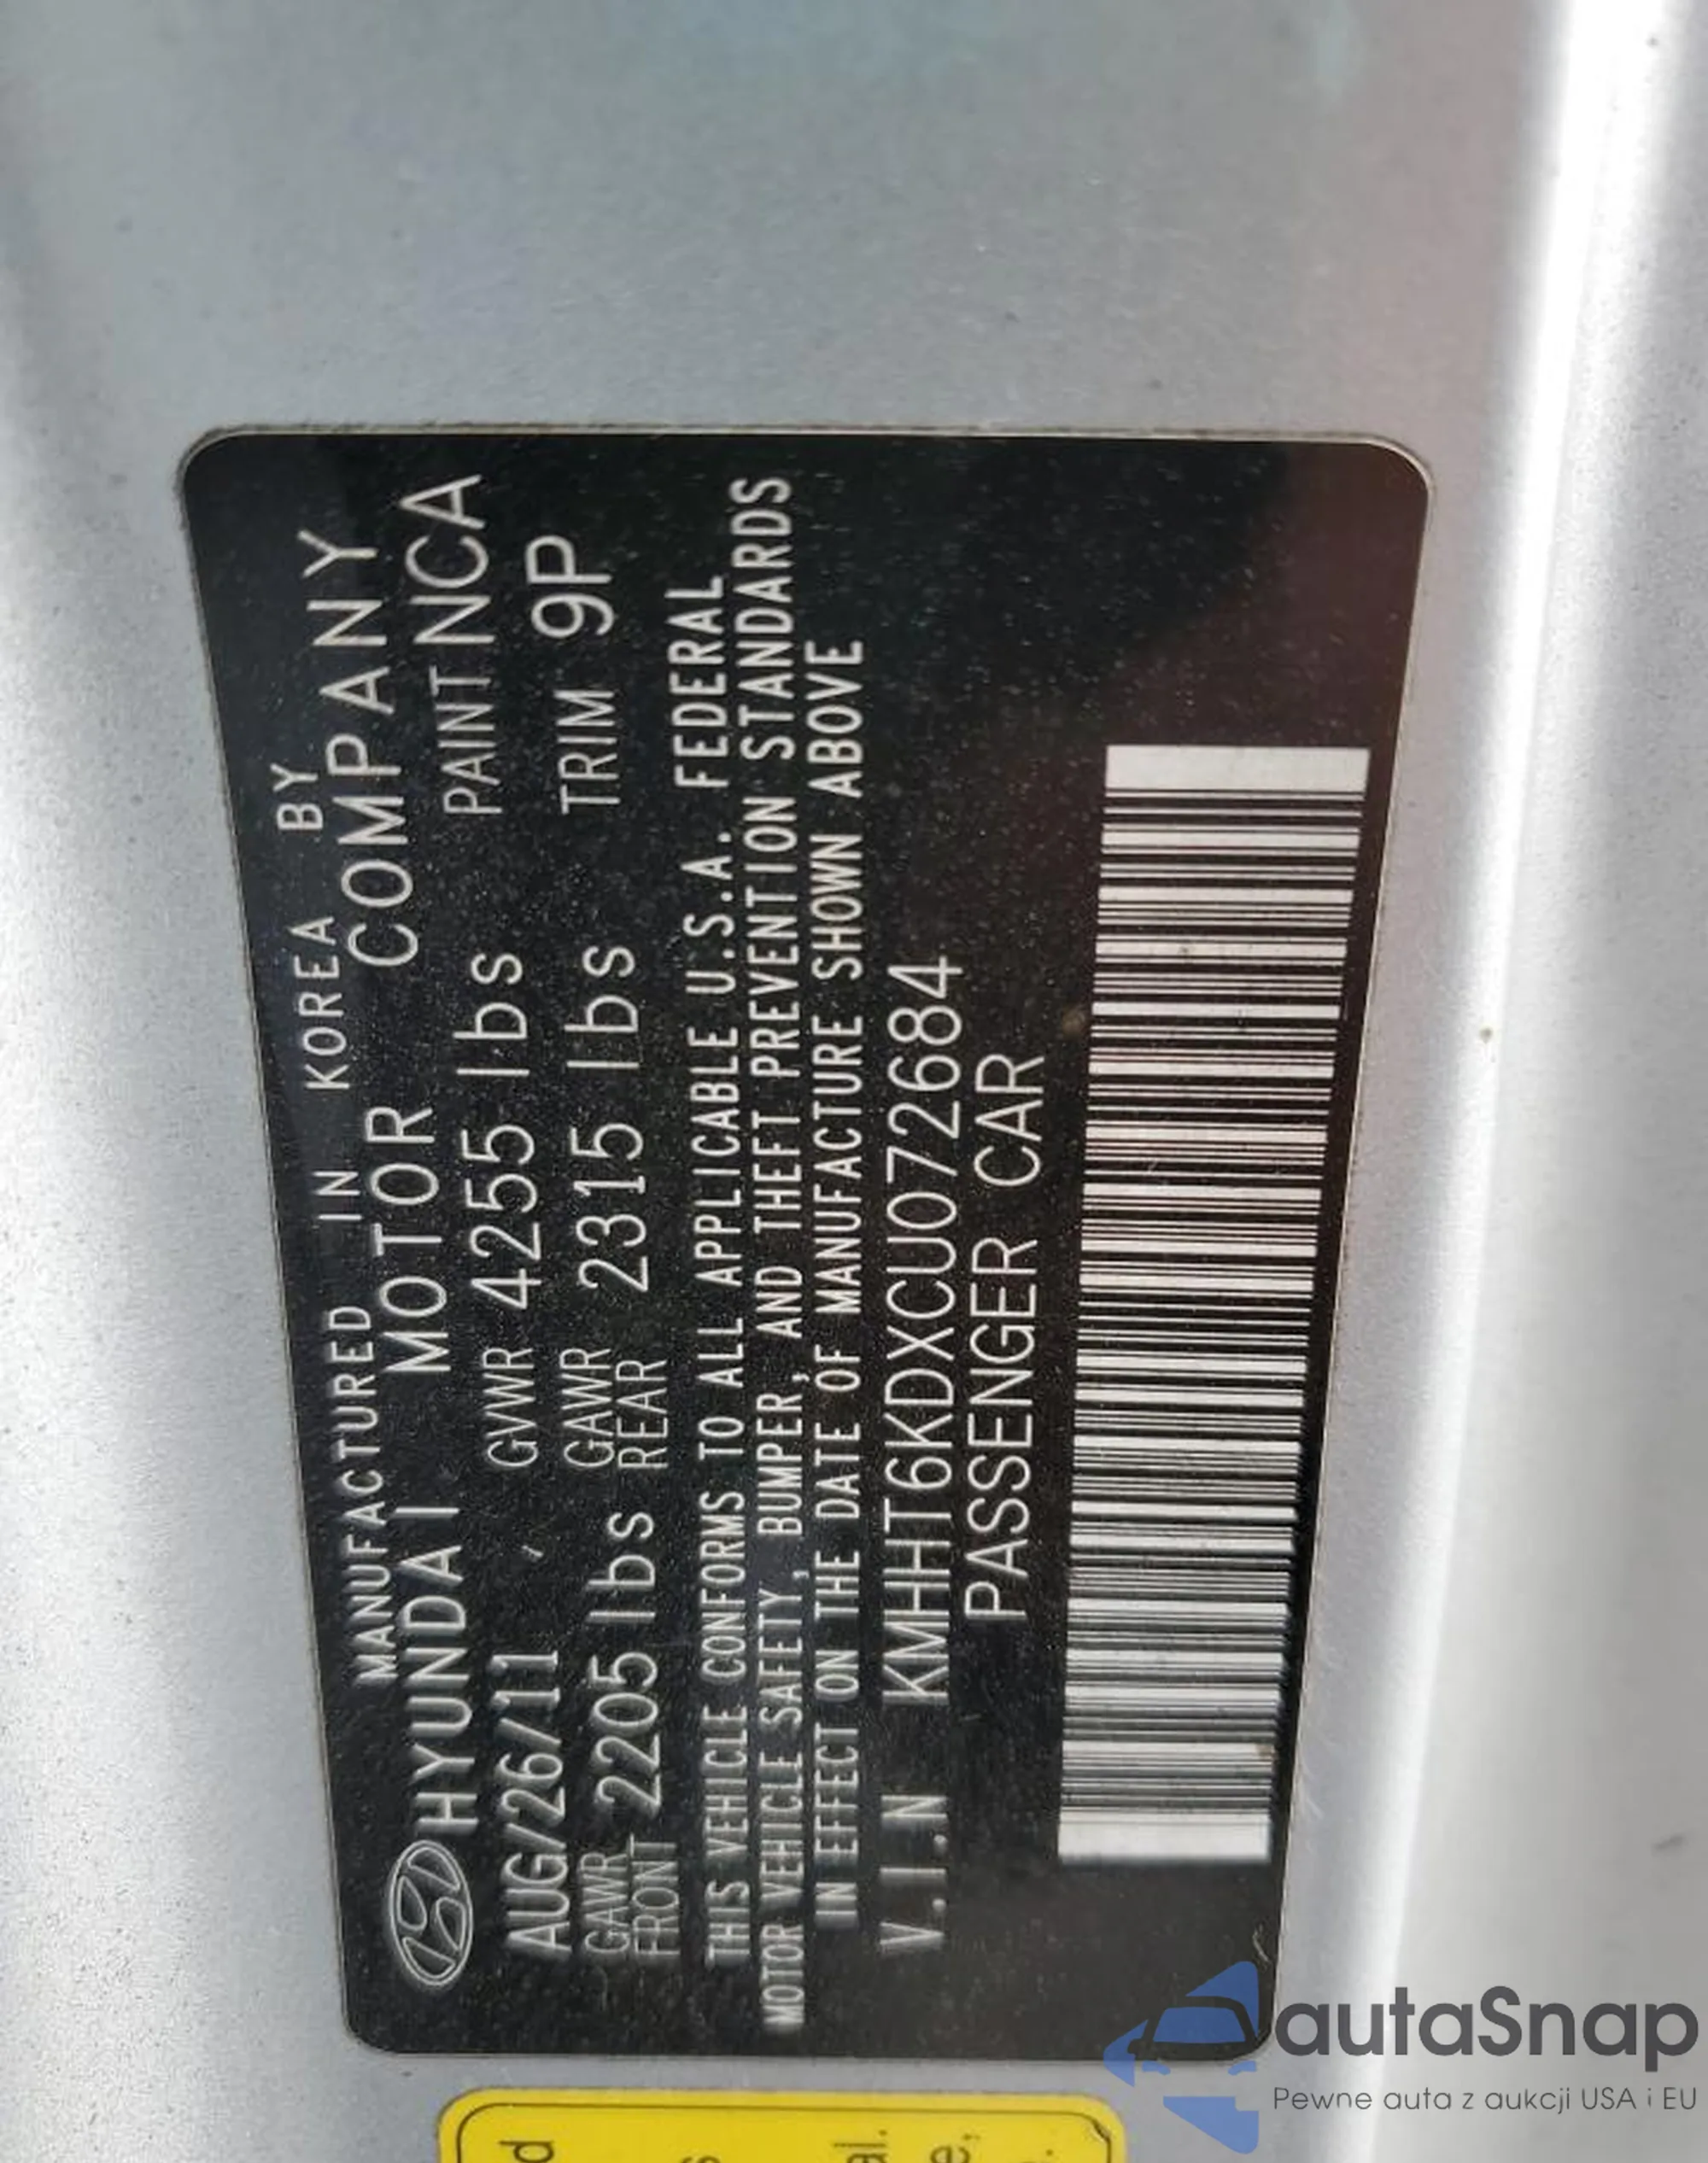 MANUFACTURED IN KOREA BY
HYUNDAI MOTOR COMPANY
AUG/26/11 GVWR 4255 lbs PAINT NCA
GAWR FRONT 2205 lbs GAWR REAR 2315 lbs TRIM 9P
THIS VEHICLE CONFORMS TO ALL APPLICABLE U.S.A. FEDERAL
MOTOR VEHICLE SAFETY, BUMPER, AND THEFT PREVENTION STANDARDS
IN EFFECT ON THE DATE OF MANUFACTURE SHOWN ABOVE
V.I.N KMHHT6KDXCU072684
PASSENGER CAR
autaSnap
Pewne auta z aukcji USA i EU